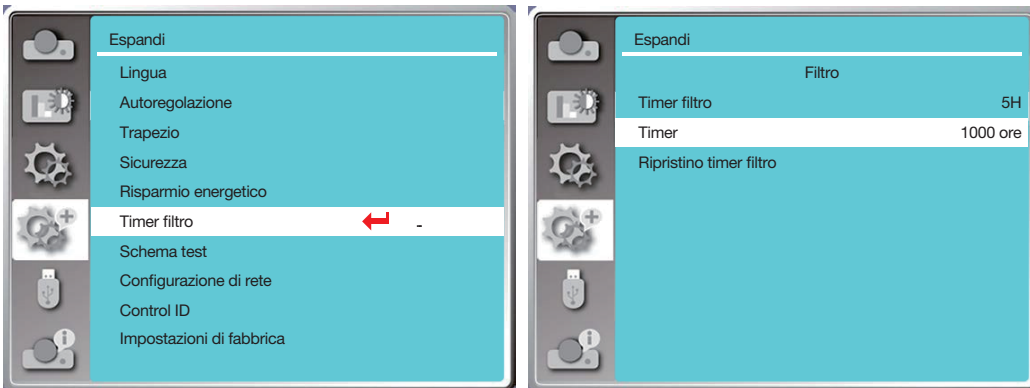 Espandi
Lingua
Autoregolazione
Trapezio
Sicurezza
Risparmio energetico
Timer filtro -
Schema test
Configurazione di rete
Control ID
Impostazioni di fabbrica
Espandi
Filtro
Timer filtro 5H
Timer 1000 ore
Ripristino timer filtro